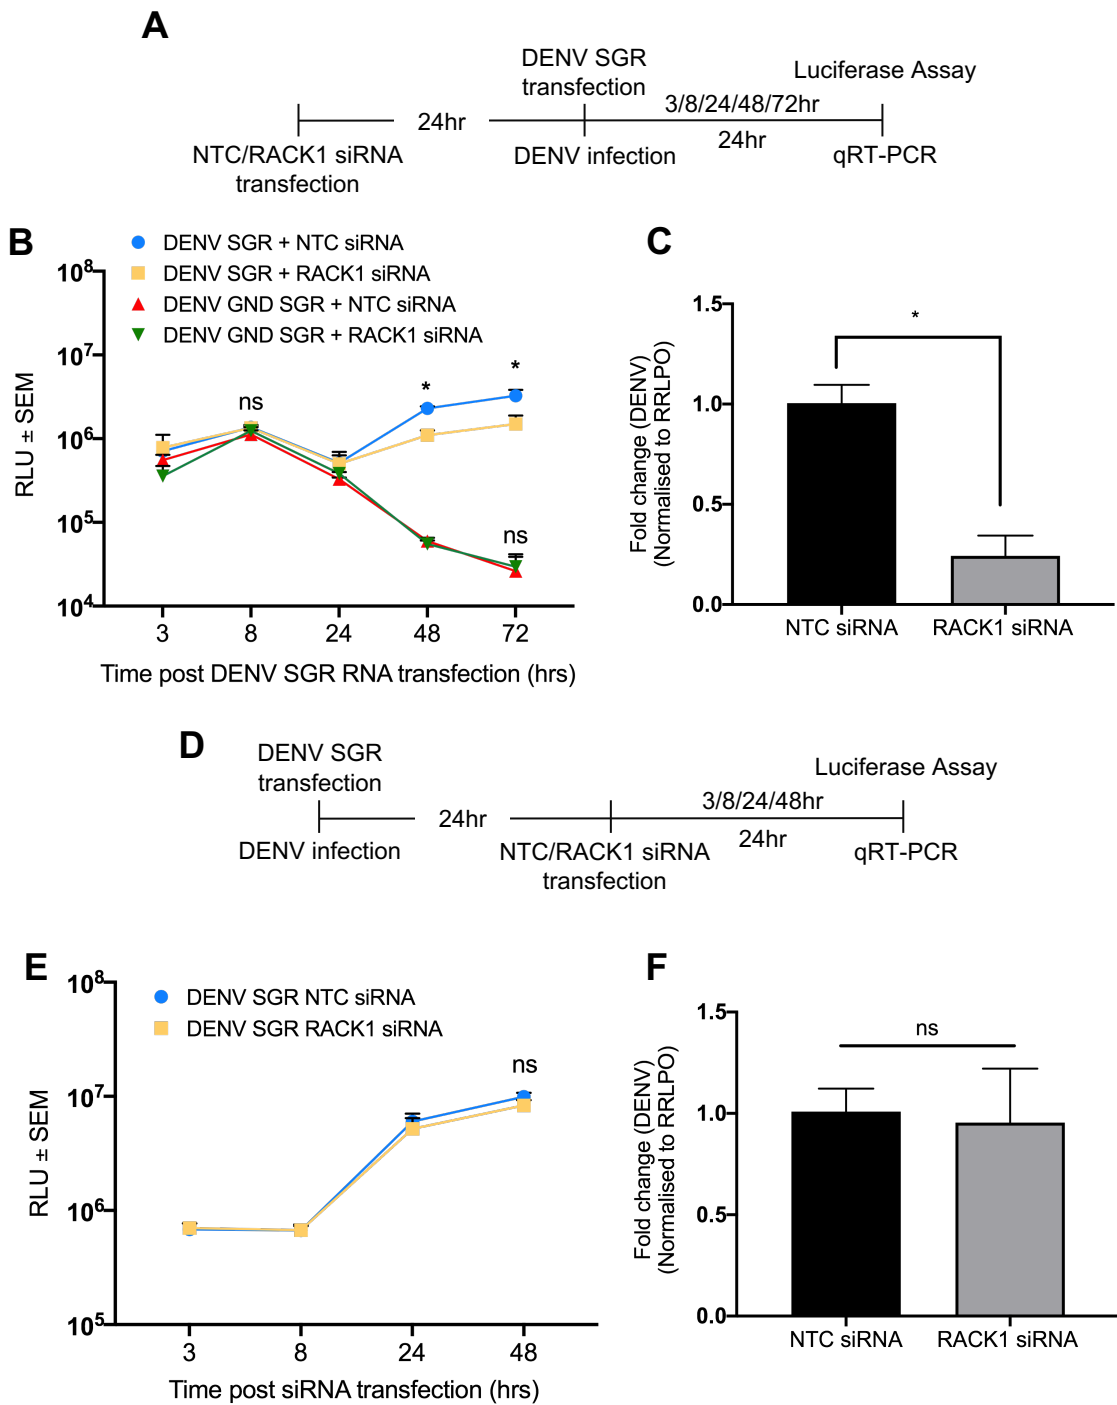 A
DENV SGR
transfection
Luciferase Assay
3/8/24/48/72hr
24hr
24hr
NTC/RACK1 siRNA
transfection
DENV infection
qRT-PCR
B
DENV SGR + NTC siRNA
DENV SGR + RACK1 siRNA
DENV GND SGR + NTC siRNA
DENV GND SGR + RACK1 siRNA
10⁸
10⁷
10⁶
10⁵
10⁴
RLU ± SEM
ns
*
*
ns
3 8 24 48 72
Time post DENV SGR RNA transfection (hrs)
C
1.5
1.0
0.5
0.0
Fold change (DENV)
(Normalised to RRLPO)
*
NTC siRNA RACK1 siRNA
D
DENV SGR
transfection
Luciferase Assay
3/8/24/48hr
24hr
24hr
DENV infection
NTC/RACK1 siRNA
transfection
qRT-PCR
E
DENV SGR NTC siRNA
DENV SGR RACK1 siRNA
10⁸
10⁷
10⁶
10⁵
RLU ± SEM
ns
3 8 24 48
Time post siRNA transfection (hrs)
F
1.5
1.0
0.5
0.0
Fold change (DENV)
(Normalised to RRLPO)
ns
NTC siRNA RACK1 siRNA